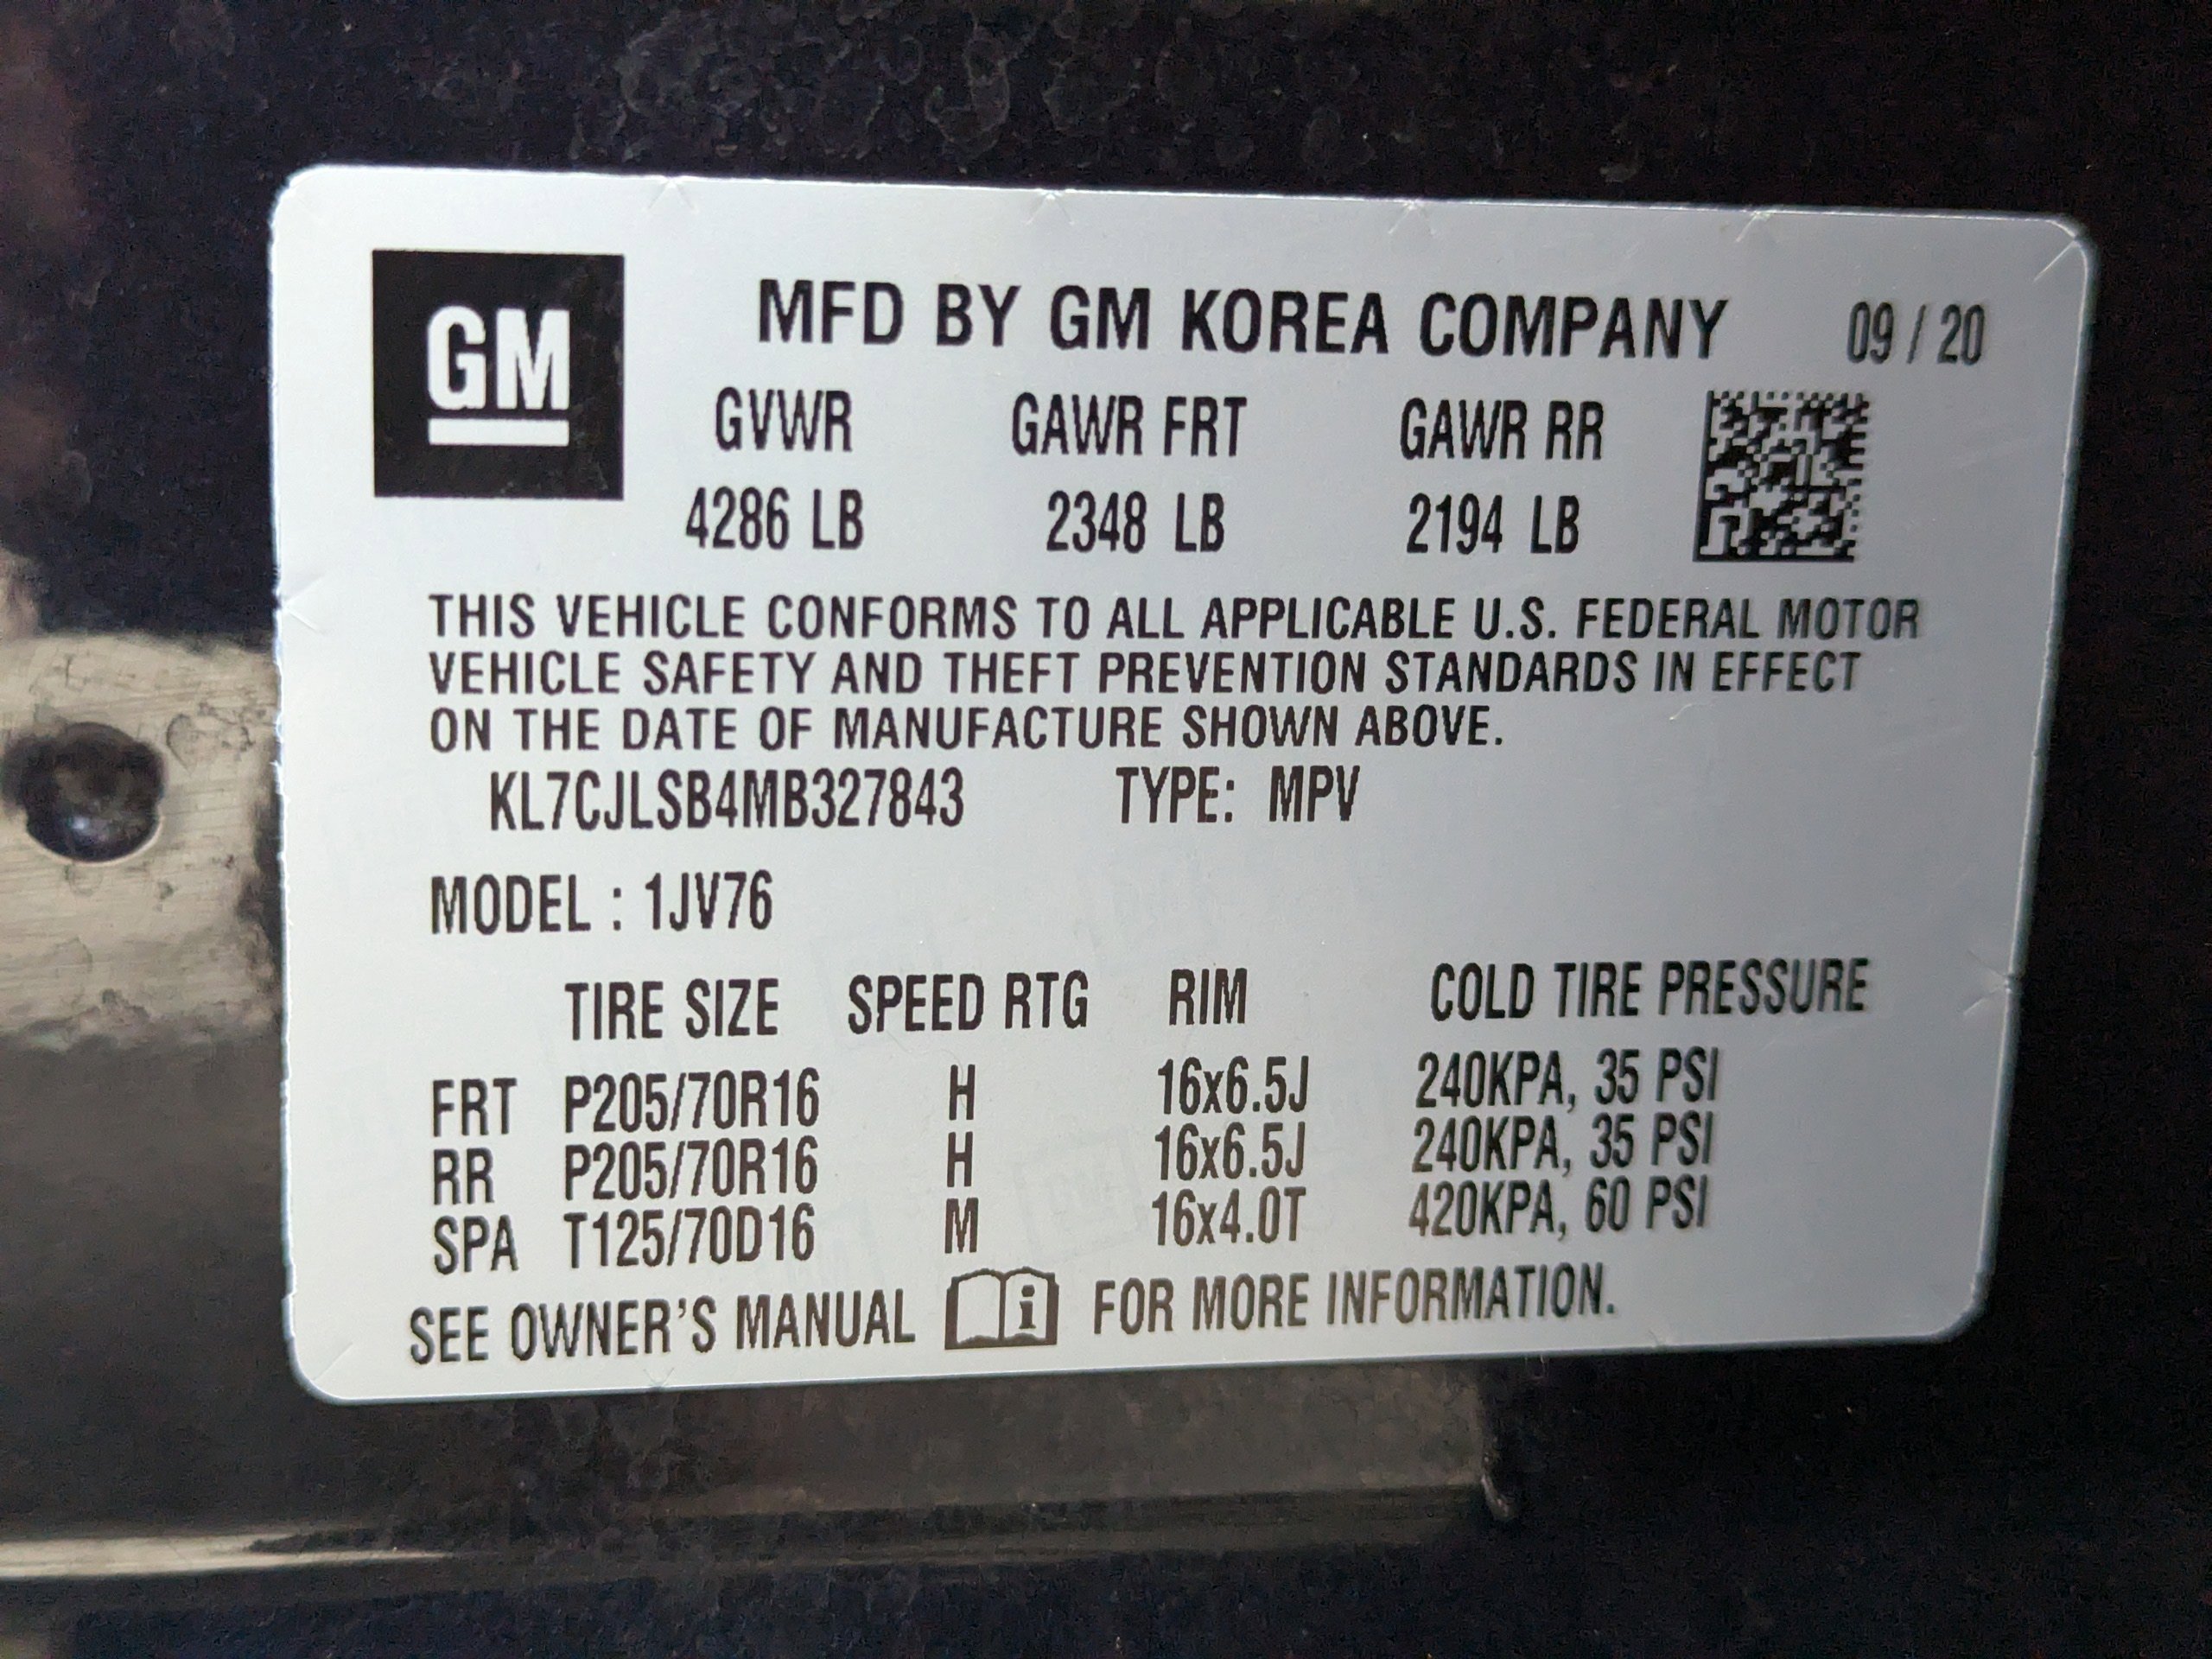 GM
MFD BY GM KOREA COMPANY 09 / 20
GVWR GAWR FRT GAWR RR
4286 LB 2348 LB 2194 LB
THIS VEHICLE CONFORMS TO ALL APPLICABLE U.S. FEDERAL MOTOR
VEHICLE SAFETY AND THEFT PREVENTION STANDARDS IN EFFECT
ON THE DATE OF MANUFACTURE SHOWN ABOVE.
KL7CJLSB4MB327843 TYPE: MPV
MODEL : 1JV76
TIRE SIZE SPEED RTG RIM COLD TIRE PRESSURE
FRT P205/70R16 H 16x6.5J 240KPA, 35 PSI
RR P205/70R16 H 16x6.5J 240KPA, 35 PSI
SPA T125/70D16 M 16x4.0T 420KPA, 60 PSI
SEE OWNER'S MANUAL i FOR MORE INFORMATION.